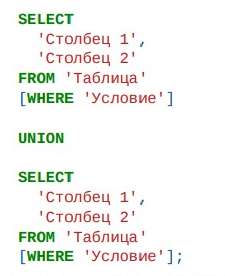 SELECT
'Столбец 1',
'Столбец 2'
FROM 'Таблица'
[WHERE 'Условие']
UNION
SELECT
'Столбец 1',
'Столбец 2'
FROM 'Таблица'
[WHERE 'Условие'];